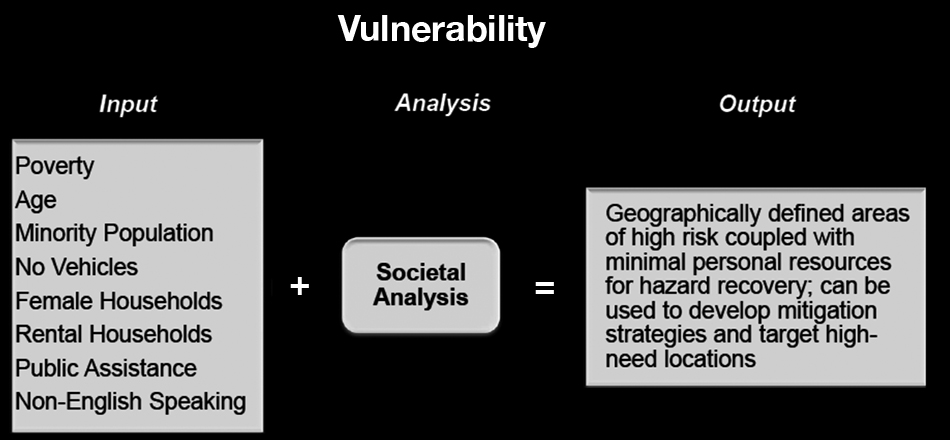 Vulnerability
Input
Analysis
Output
Poverty
Age
Minority Population
No Vehicles
Female Households
Rental Households
Public Assistance
Non-English Speaking
+
Societal
Analysis
=
Geographically defined areas
of high risk coupled with
minimal personal resources
for hazard recovery; can be
used to develop mitigation
strategies and target high-
need locations